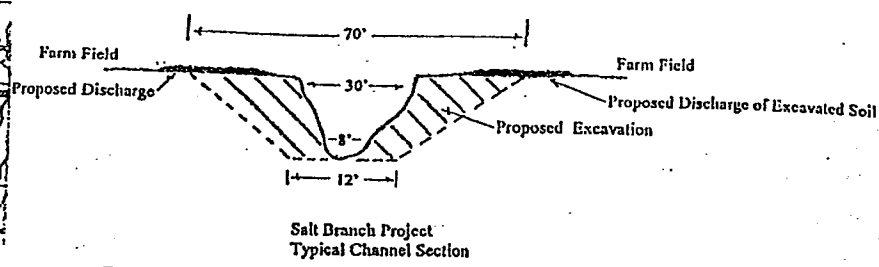 70'
Farm Field
Farm Field
Proposed Discharge
30'
Proposed Discharge of Excavated Soil
Proposed Excavation
8'
12'
Salt Branch Project
Typical Channel Section